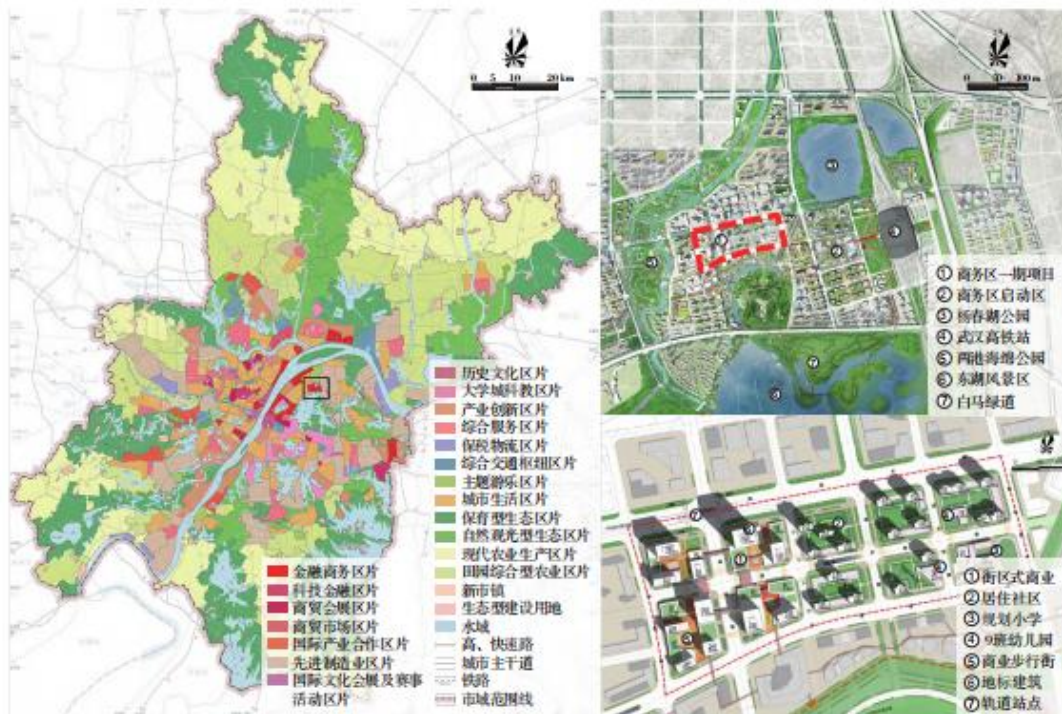 0 5 10 20 km
历史文化区片
大学城科教区片
产业创新区片
综合服务区片
保税物流区片
综合交通枢纽区片
主题游乐区片
城市生活区片
保育型生态区片
自然观光型生态区片
现代农业生产区片
田园综合型农业区片
新市镇
生态型建设用地
水域
高、快速路
城市主干道
铁路
市域范围线
金融商务区片
科技金融区片
商贸会展区片
商贸市场区片
国际产业合作区片
先进制造业区片
国际文化会展及赛事
活动区片
0 50 100 m
①商务区一期项目
②商务区启动区
③杨春湖公园
④武汉高铁站
⑤两港海绵公园
⑥东湖风景区
⑦白马绿道
①街区式商业
②居住社区
③规划小学
④9班幼儿园
⑤商业步行街
⑥地标建筑
⑦轨道站点